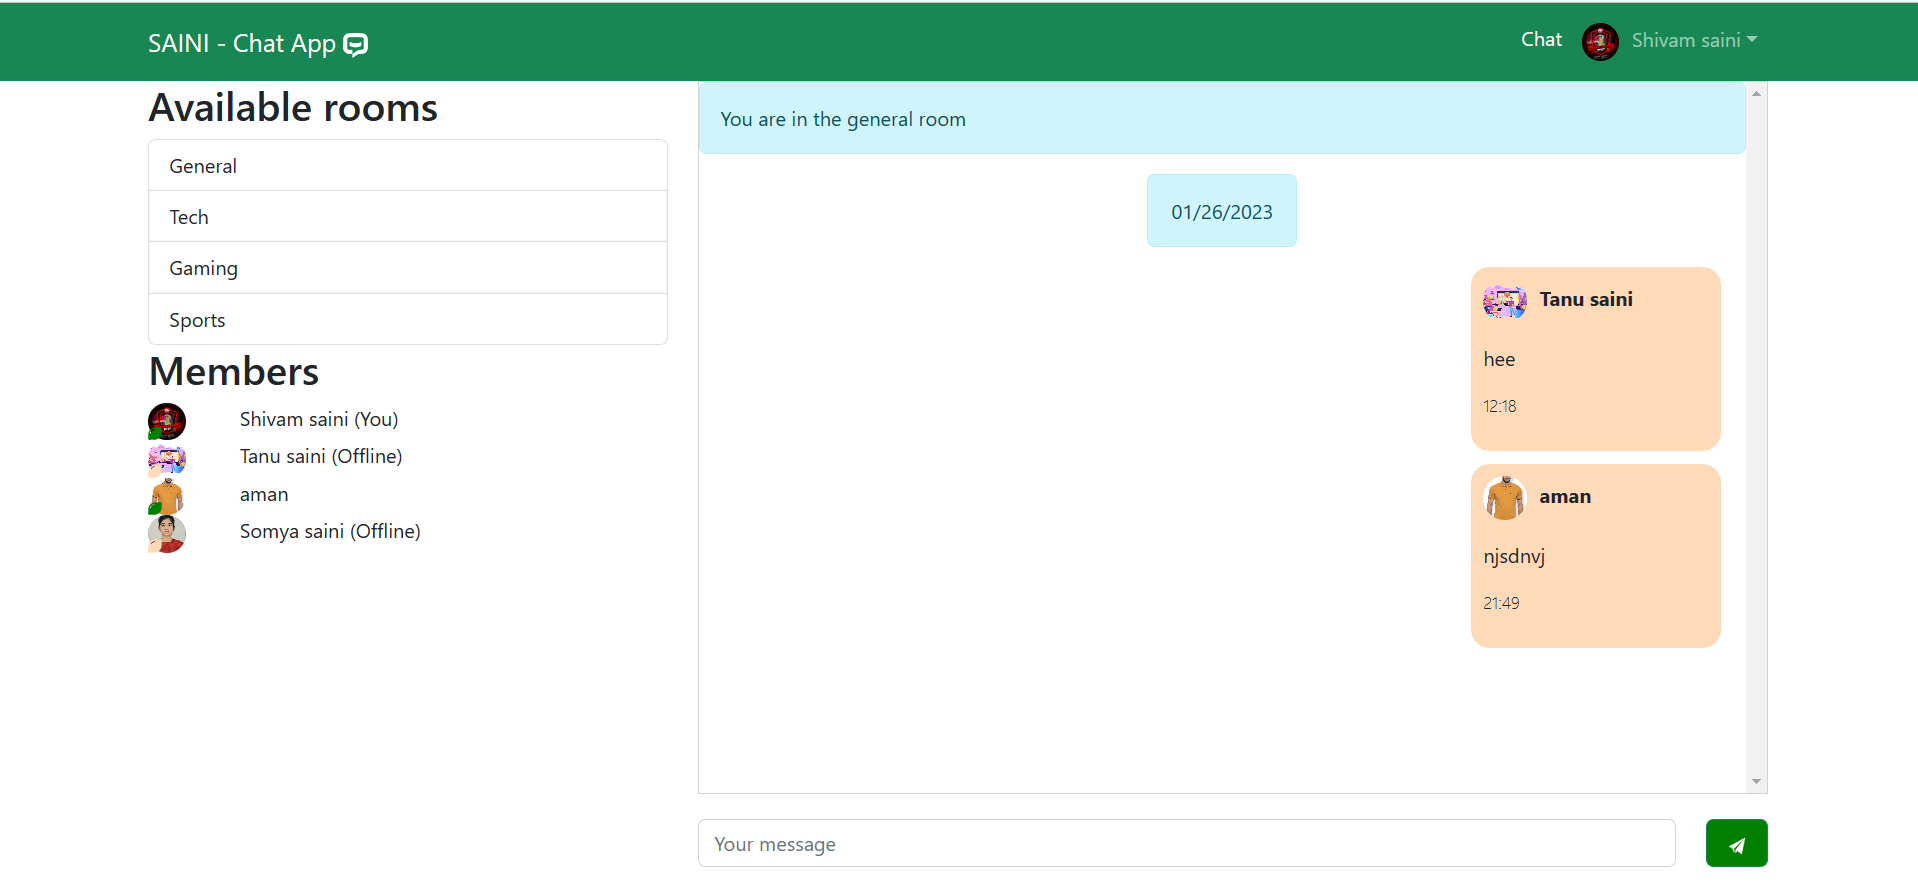 SAINI - Chat App
Chat
Shivam saini
Available rooms
General
Tech
Gaming
Sports
Members
Shivam saini (You)
Tanu saini (Offline)
aman
Somya saini (Offline)
You are in the general room
01/26/2023
Tanu saini
hee
12:18
aman
njsdnvj
21:49
Your message